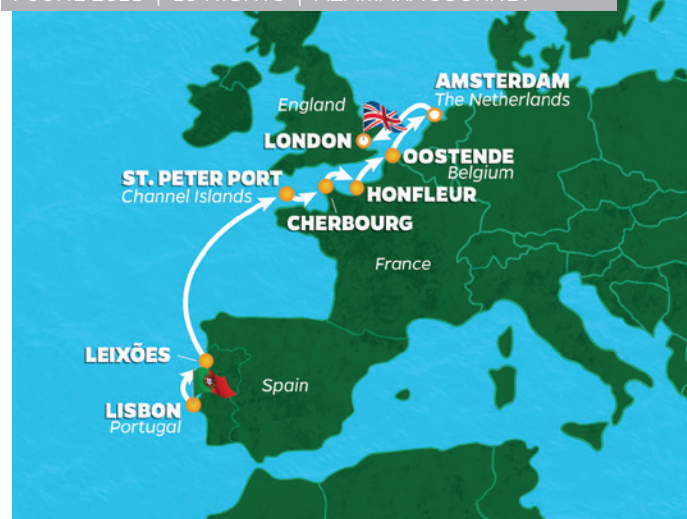 AMSTERDAM
The Netherlands
England
LONDON
OOSTENDE
Belgium
ST. PETER PORT
Channel Islands
HONFLEUR
CHERBOURG
France
LEIXÕES
Spain
LISBON
Portugal